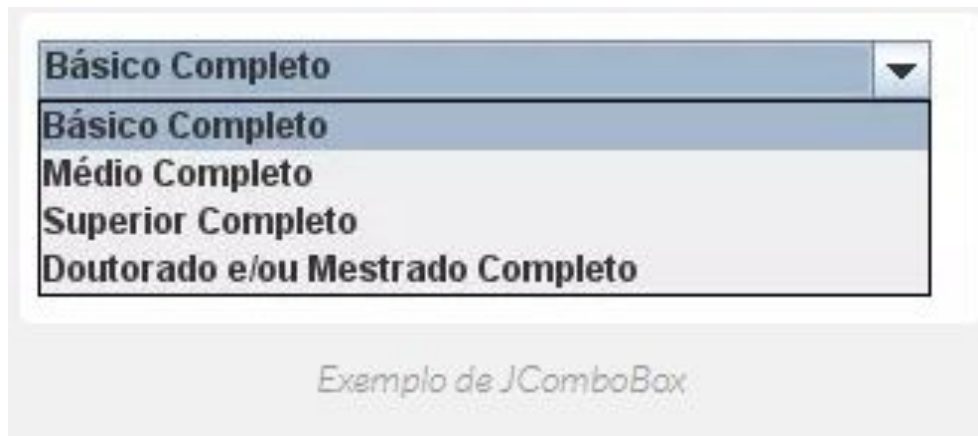 Básico Completo
Básico Completo
Médio Completo
Superior Completo
Doutorado e/ou Mestrado Completo
Exemplo de JComboBox